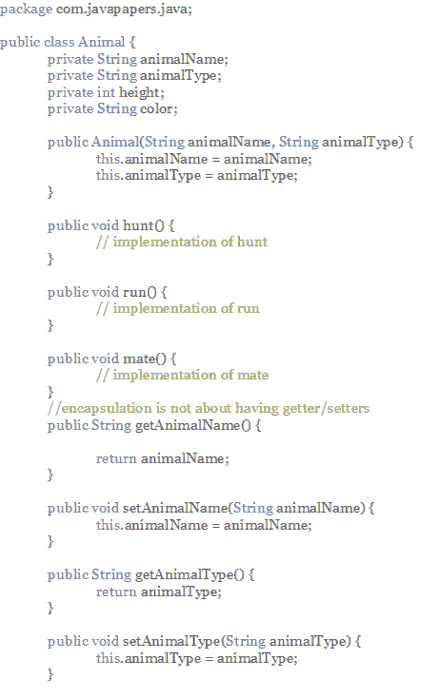 package com.javapapers.java;
public class Animal {
private String animalName;
private String animalType;
private int height;
private String color;
public Animal(String animalName, String animalType) {
this.animalName = animalName;
this.animalType = animalType;
}
public void hunt() {
// implementation of hunt
}
public void run() {
// implementation of run
}
public void mate() {
// implementation of mate
}
//encapsulation is not about having getter/setters
public String getAnimalName() {
return animalName;
}
public void setAnimalName(String animalName) {
this.animalName = animalName;
}
public String getAnimalType() {
return animalType;
}
public void setAnimalType(String animalType) {
this.animalType = animalType;
}